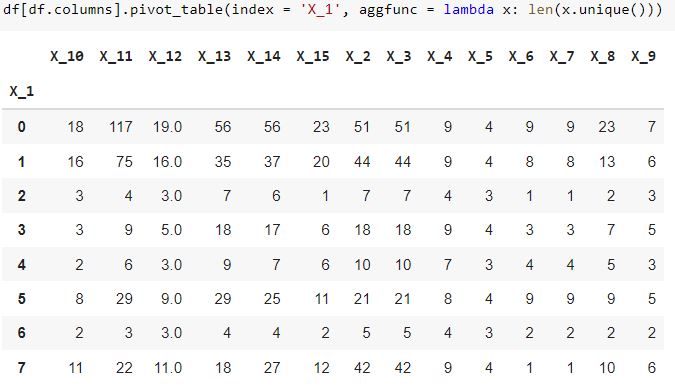 df[df.columns].pivot_table(index = 'X_1', aggfunc = lambda x: len(x.unique()))
X_10 X_11 X_12 X_13 X_14 X_15 X_2 X_3 X_4 X_5 X_6 X_7 X_8 X_9
X_1
0 18 117 19.0 56 56 23 51 51 9 4 9 9 23 7
1 16 75 16.0 35 37 20 44 44 9 4 8 8 13 6
2 3 4 3.0 7 6 1 7 7 4 3 1 1 2 3
3 3 9 5.0 18 17 6 18 18 9 4 3 3 7 5
4 2 6 3.0 9 7 6 10 10 7 3 4 4 5 3
5 8 29 9.0 29 25 11 21 21 8 4 9 9 9 5
6 2 3 3.0 4 4 2 5 5 4 3 2 2 2 2
7 11 22 11.0 18 27 12 42 42 9 4 1 1 10 6